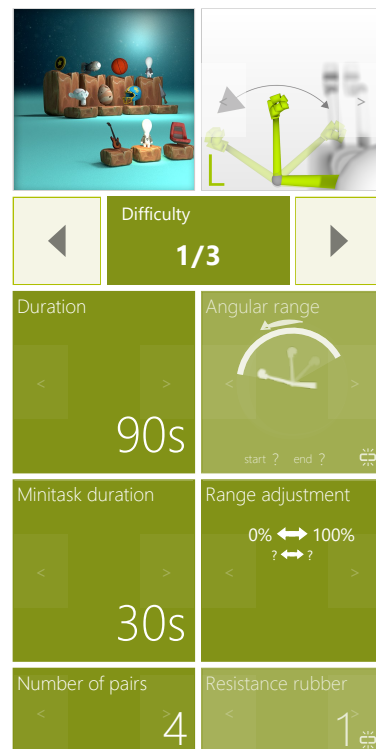 L
Difficulty
1/3
Duration
90s
Angular range
start ? end ?
Minitask duration
30s
Range adjustment
0% 100%
? ?
Number of pairs
4
Resistance rubber
1